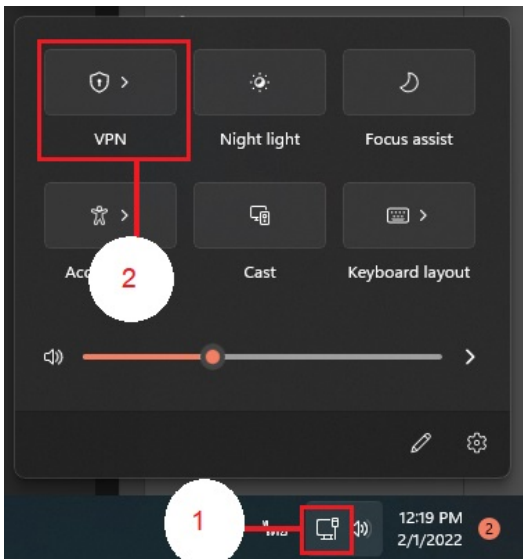 VPN
Night light
Focus assist
2
Cast
Keyboard layout
1
12:19 PM
2/1/2022
2